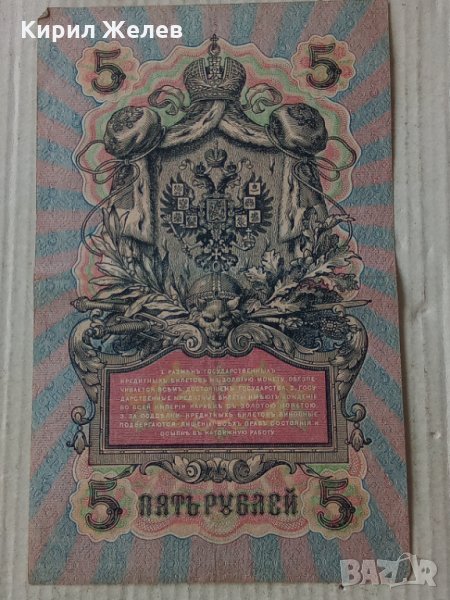 Кирил Желев
5 5
1. РАЗМѢНЪ ГОСУДАРСТВЕННЫХЪ
КРЕДИТНЫХЪ БИЛЕТОВЪ НА ЗОЛОТУЮ МОНЕТУ ОБЕЗПЕ-
ЧИВАЕТСЯ ВСѢМЪ ДОСТОЯНІЕМЪ ГОСУДАРСТВА. 2. ГОСУ-
ДАРСТВЕННЫЕ КРЕДИТНЫЕ БИЛЕТЫ ИМѢЮТЪ ХОЖДЕНІЕ
ВО ВСЕЙ ИМПЕРІИ НАРАВНѢ СЪ ЗОЛОТОЮ МОНЕТОЮ
3. ЗА ПОДДѢЛКУ КРЕДИТНЫХЪ БИЛЕТОВЪ ВИНОВНЫЕ
ПОДВЕРГАЮТСЯ ЛИШЕНІЮ ВСѢХЪ ПРАВЪ СОСТОЯНІЯ И
ССЫЛКѢ ВЪ КАТОРЖНУЮ РАБОТУ
5 ПЯТЬ РУБЛЕЙ 5
BAZAR